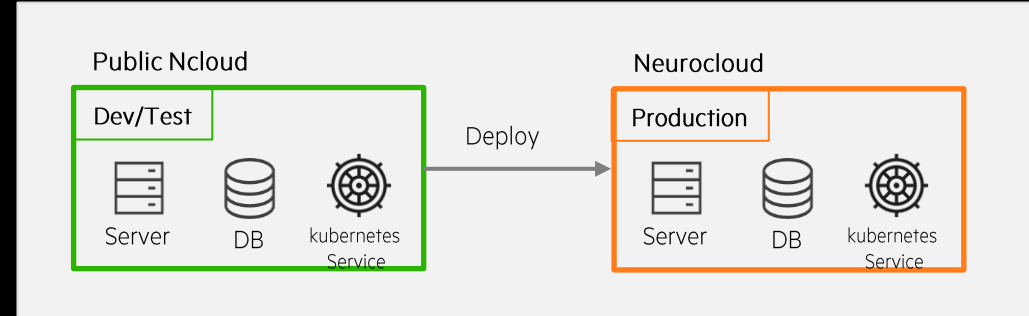 Public Ncloud
Dev/Test
Server
DB
kubernetes
Service
Deploy
Neurocloud
Production
Server
DB
kubernetes
Service